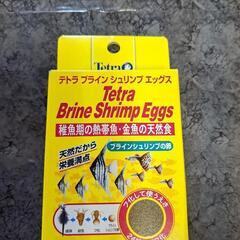 Tetra
テトラ ブライン シュリンプ エッグス
Tetra
Brine Shrimp Eggs
稚魚期の熱帯魚・金魚の天然食
天然だから
栄養満点
ブラインシュリンプの卵